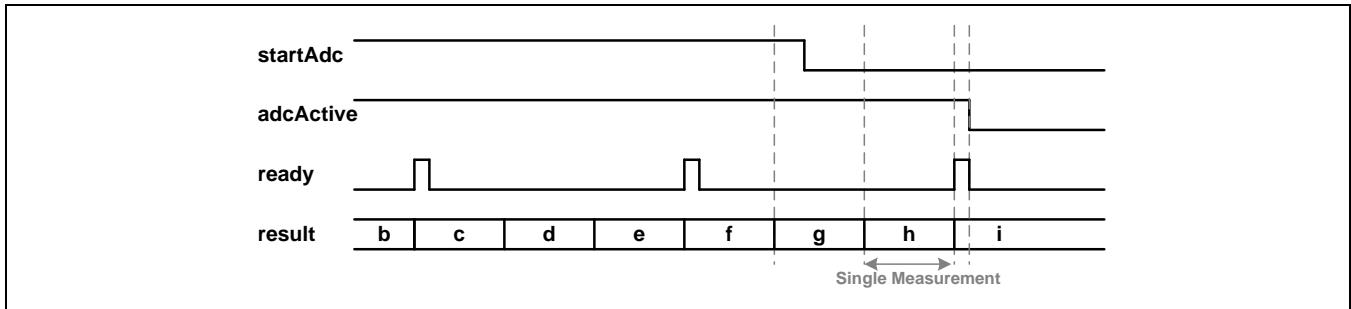 startAdc
adcActive
ready
result b c d e f g h i
Single Measurement